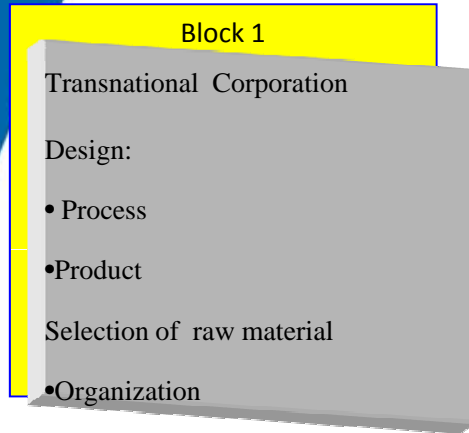 Block 1
Transnational Corporation
Design:
• Process
•Product
Selection of raw material
•Organization